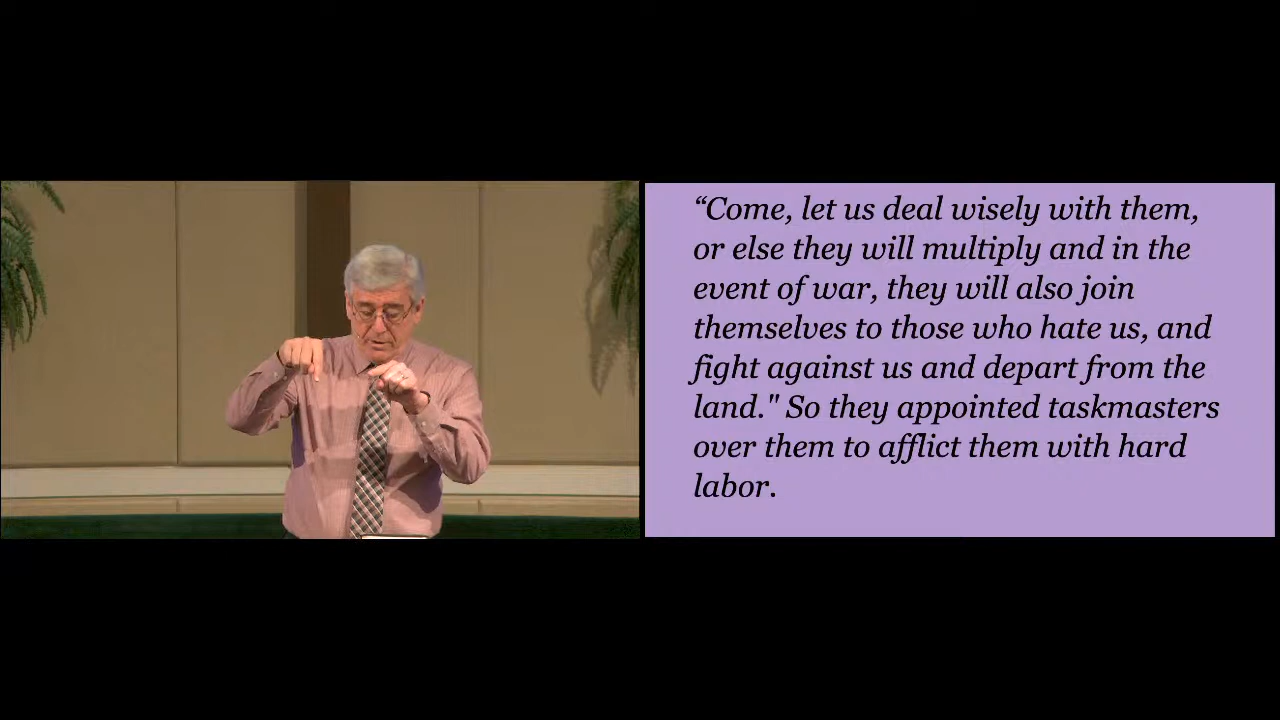 “Come, let us deal wisely with them,
or else they will multiply and in the
event of war, they will also join
themselves to those who hate us, and
fight against us and depart from the
land." So they appointed taskmasters
over them to afflict them with hard
labor.